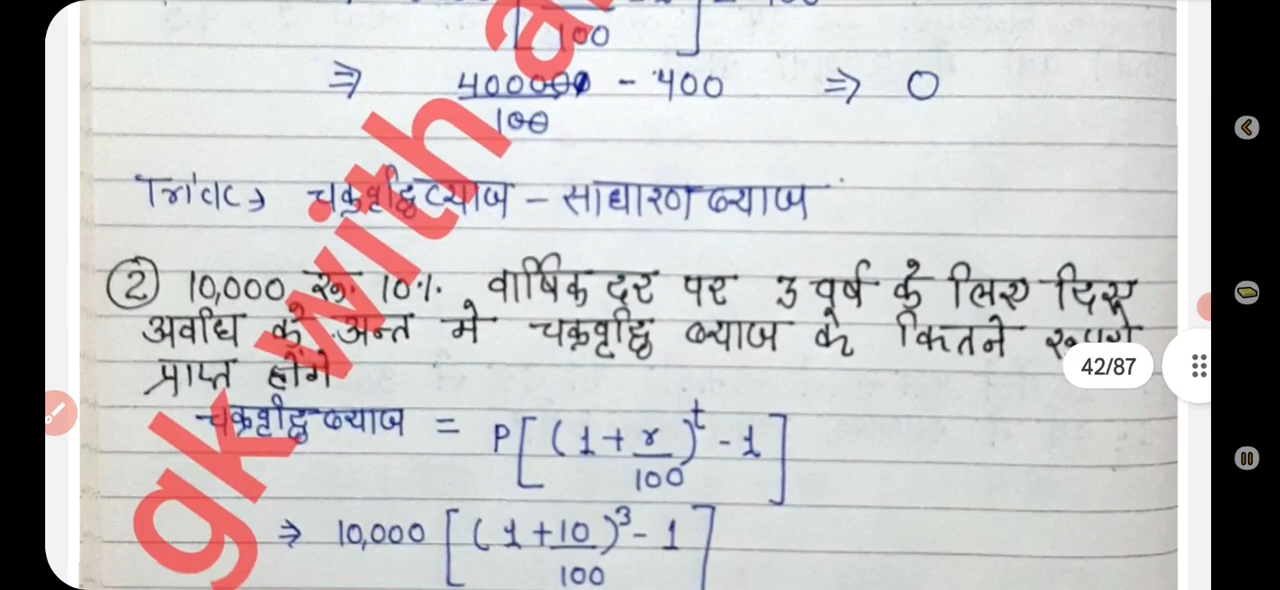 100
⇒ 400000 - 400 ⇒ 0
100
चक्रवृद्धि ब्याज - साधारण ब्याज
② 10,000 रू. 10%. वार्षिक दर पर 3 वर्ष के लिए दिए
अवधि के अन्त मे चक्रवृद्धि ब्याज के कितने रूपये
42/87
प्राप्त होंगे
चक्रवृद्धि ब्याज = P[(1+r/100)^t - 1]
⇒ 10,000 [(1+10/100)^3 - 1]
gk with a